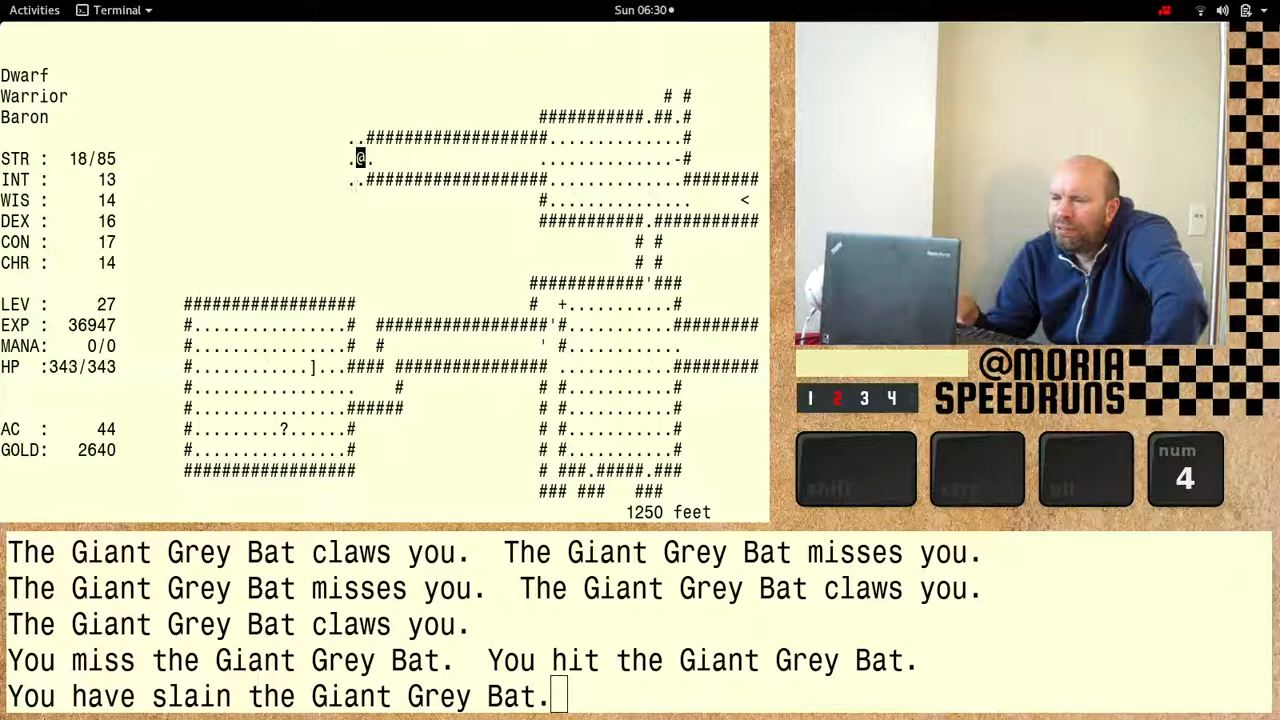 Activities Terminal Sun 06:30
Dwarf
Warrior
Baron
STR : 18/85
INT : 13
WIS : 14
DEX : 16
CON : 17
CHR : 14
LEV : 27
EXP : 36947
MANA: 0/0
HP :343/343
AC : 44
GOLD: 2640
# #
###########.##.#
..###################..............#
.@. ..............-#
..###################..............########
#............... <
###########.###########
# #
# #
############'###
################## # +...........#
#................# ##################'#...........#########
#................# # ' #...........
#............]...#### ################ ...........#########
#................. # # #...........#
#................###### # #...........#
#.........?......# # #...........#
#................# # #...........#
################## # ###.#####.###
### ### ###
1250 feet
@MORIA
SPEEDRUNS
1 2 3 4
shift ctrl alt num
4
The Giant Grey Bat claws you. The Giant Grey Bat misses you.
The Giant Grey Bat misses you. The Giant Grey Bat claws you.
The Giant Grey Bat claws you.
You miss the Giant Grey Bat. You hit the Giant Grey Bat.
You have slain the Giant Grey Bat.